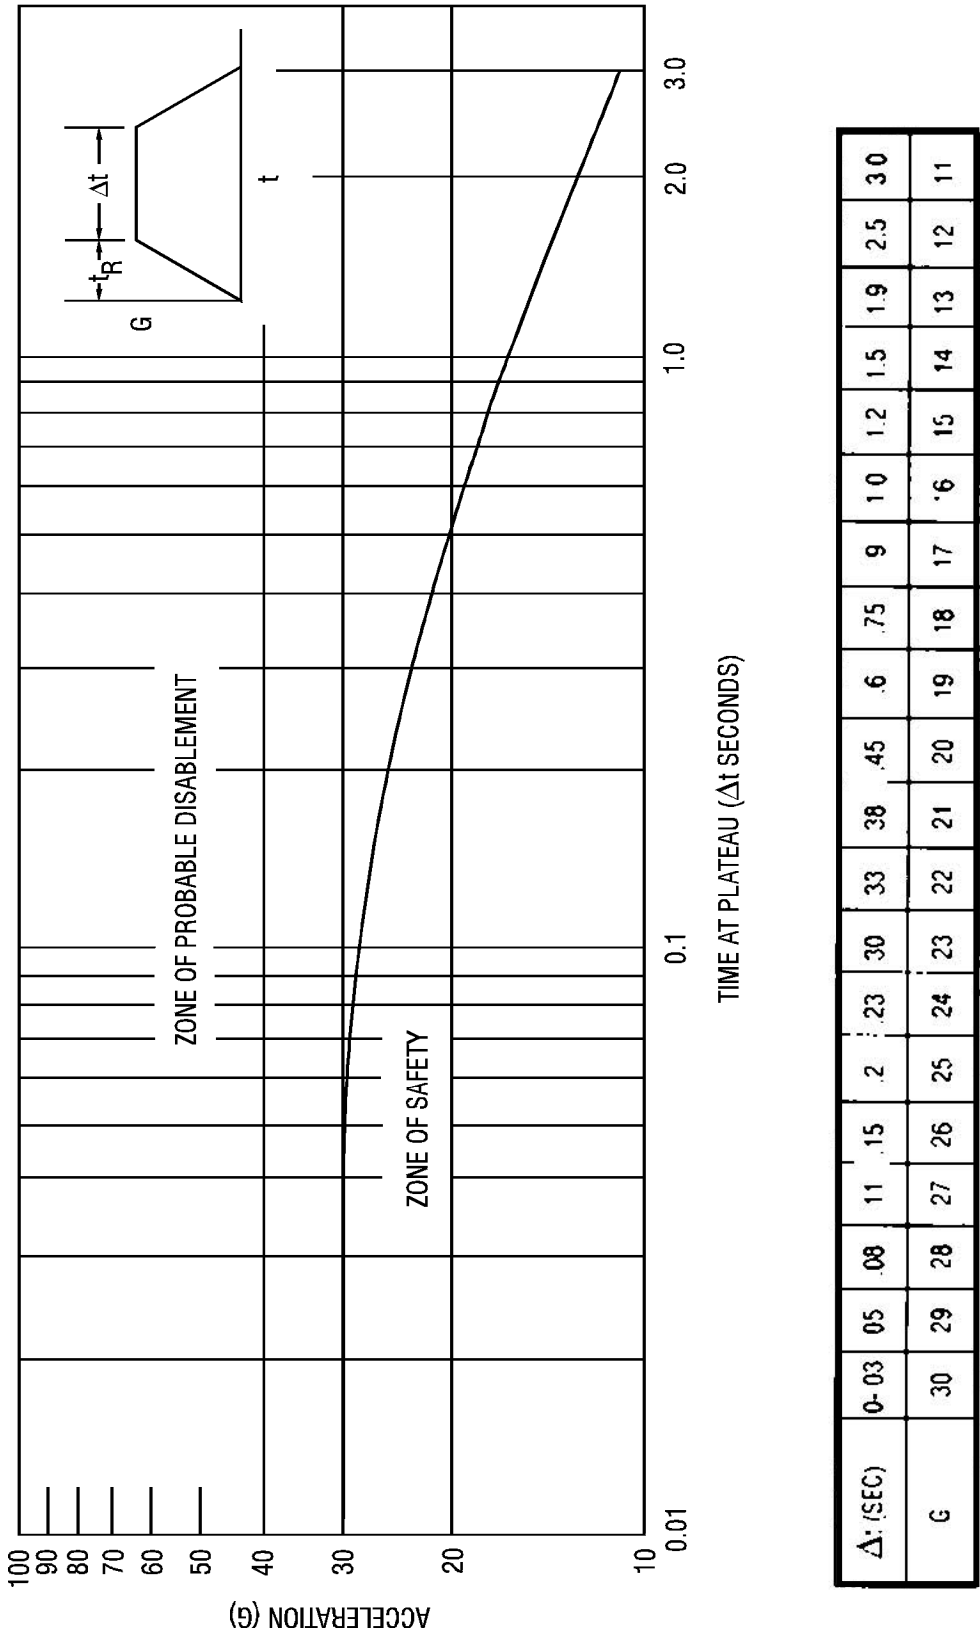 ACCELERATION (G)
100
90
80
70
60
50
40
30
20
10
ZONE OF PROBABLE DISABLEMENT
ZONE OF SAFETY
G
tR
Δt
t
0.01
0.1
1.0
2.0
3.0
TIME AT PLATEAU (Δt SECONDS)
Δ: (SEC) 0-03 05 .08 11 .15 .2 .23 30 33 38 .45 .6 .75 9 1 0 1.2 1.5 1.9 2.5 3 0
G 30 29 28 27 26 25 24 23 22 21 20 19 18 17 '6 15 14 13 12 11